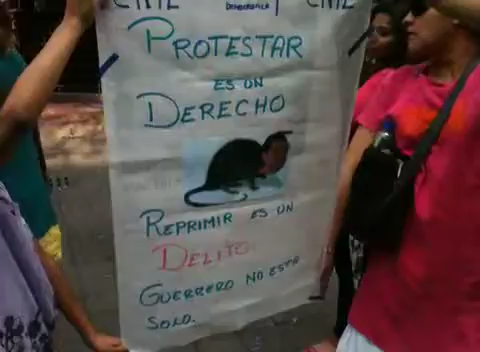 PROTESTAR
ES UN
DERECHO
REPRIMIR ES UN
DELITO.
GUERRERO NO ESTA
SOLO.